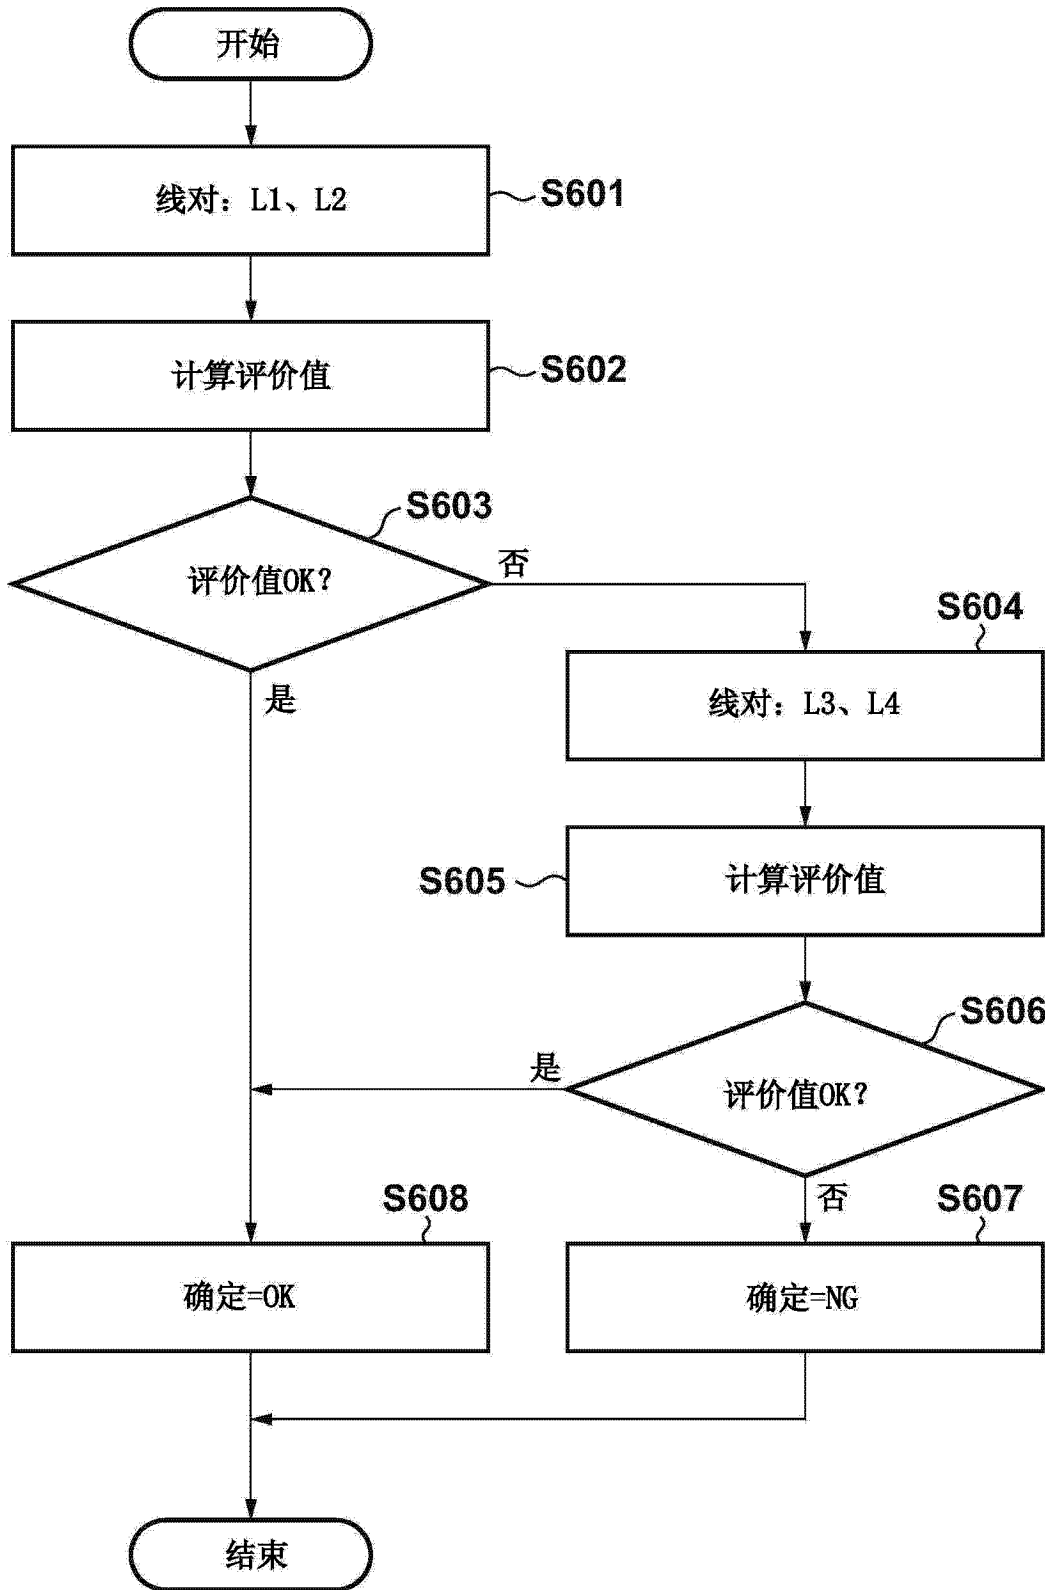 开始
线对：L1、L2
S601
计算评价值
S602
S603
评价值OK？
否
是
S604
线对：L3、L4
S605
计算评价值
S606
是
评价值OK？
否
S608
确定=OK
S607
确定=NG
结束